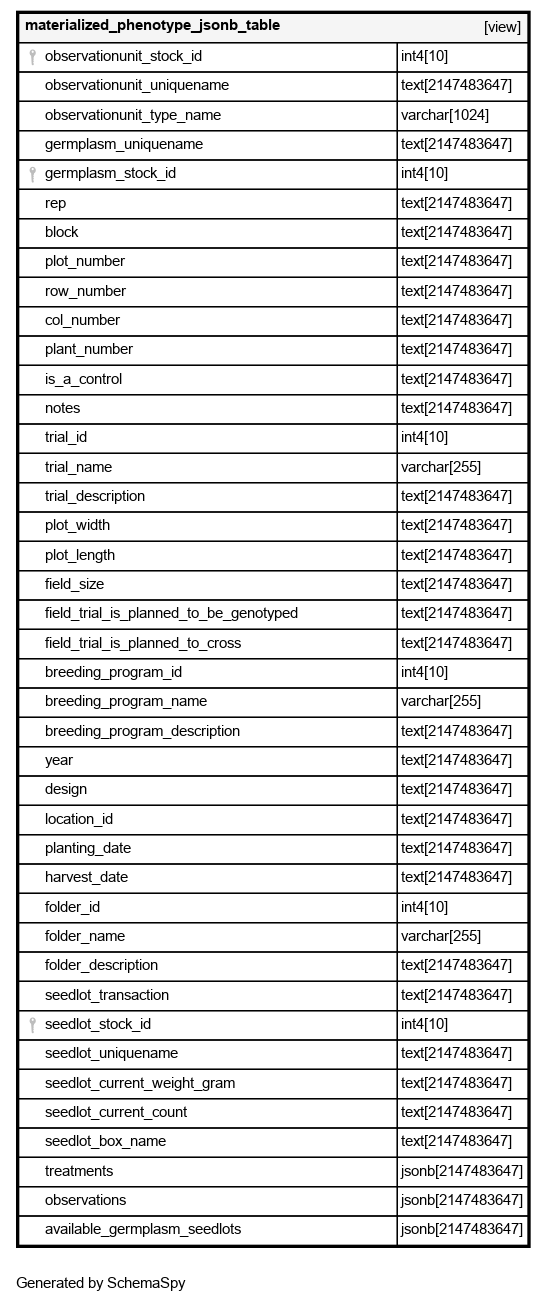 materialized_phenotype_jsonb_table [view]
observationunit_stock_id int4[10]
observationunit_uniquename text[2147483647]
observationunit_type_name varchar[1024]
germplasm_uniquename text[2147483647]
germplasm_stock_id int4[10]
rep text[2147483647]
block text[2147483647]
plot_number text[2147483647]
row_number text[2147483647]
col_number text[2147483647]
plant_number text[2147483647]
is_a_control text[2147483647]
notes text[2147483647]
trial_id int4[10]
trial_name varchar[255]
trial_description text[2147483647]
plot_width text[2147483647]
plot_length text[2147483647]
field_size text[2147483647]
field_trial_is_planned_to_be_genotyped text[2147483647]
field_trial_is_planned_to_cross text[2147483647]
breeding_program_id int4[10]
breeding_program_name varchar[255]
breeding_program_description text[2147483647]
year text[2147483647]
design text[2147483647]
location_id text[2147483647]
planting_date text[2147483647]
harvest_date text[2147483647]
folder_id int4[10]
folder_name varchar[255]
folder_description text[2147483647]
seedlot_transaction text[2147483647]
seedlot_stock_id int4[10]
seedlot_uniquename text[2147483647]
seedlot_current_weight_gram text[2147483647]
seedlot_current_count text[2147483647]
seedlot_box_name text[2147483647]
treatments jsonb[2147483647]
observations jsonb[2147483647]
available_germplasm_seedlots jsonb[2147483647]
Generated by SchemaSpy